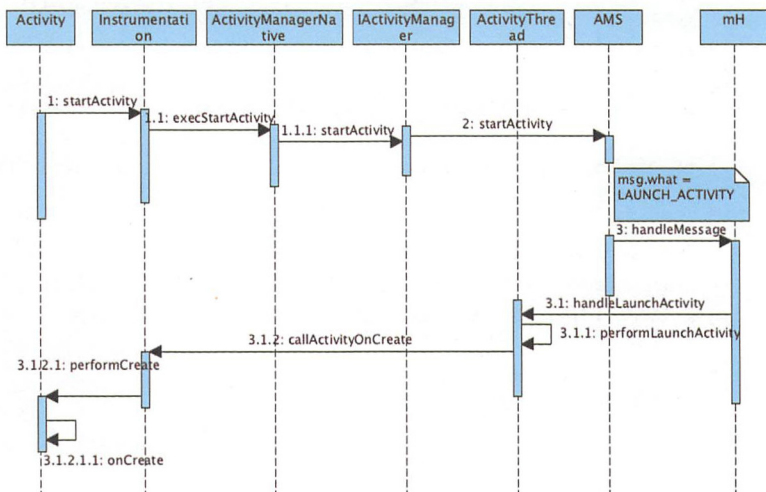 Activity
Instrumentati
on
ActivityManagerNa
tive
IActivityManag
er
ActivityThre
ad
AMS
mH
1: startActivity
1.1: execStartActivity
1.1.1: startActivity
2: startActivity
msg.what =
LAUNCH_ACTIVITY
3: handleMessage
3.1: handleLaunchActivity
3.1.1: performLaunchActivity
3.1.2: callActivityOnCreate
3.1.2.1: performCreate
3.1.2.1.1: onCreate